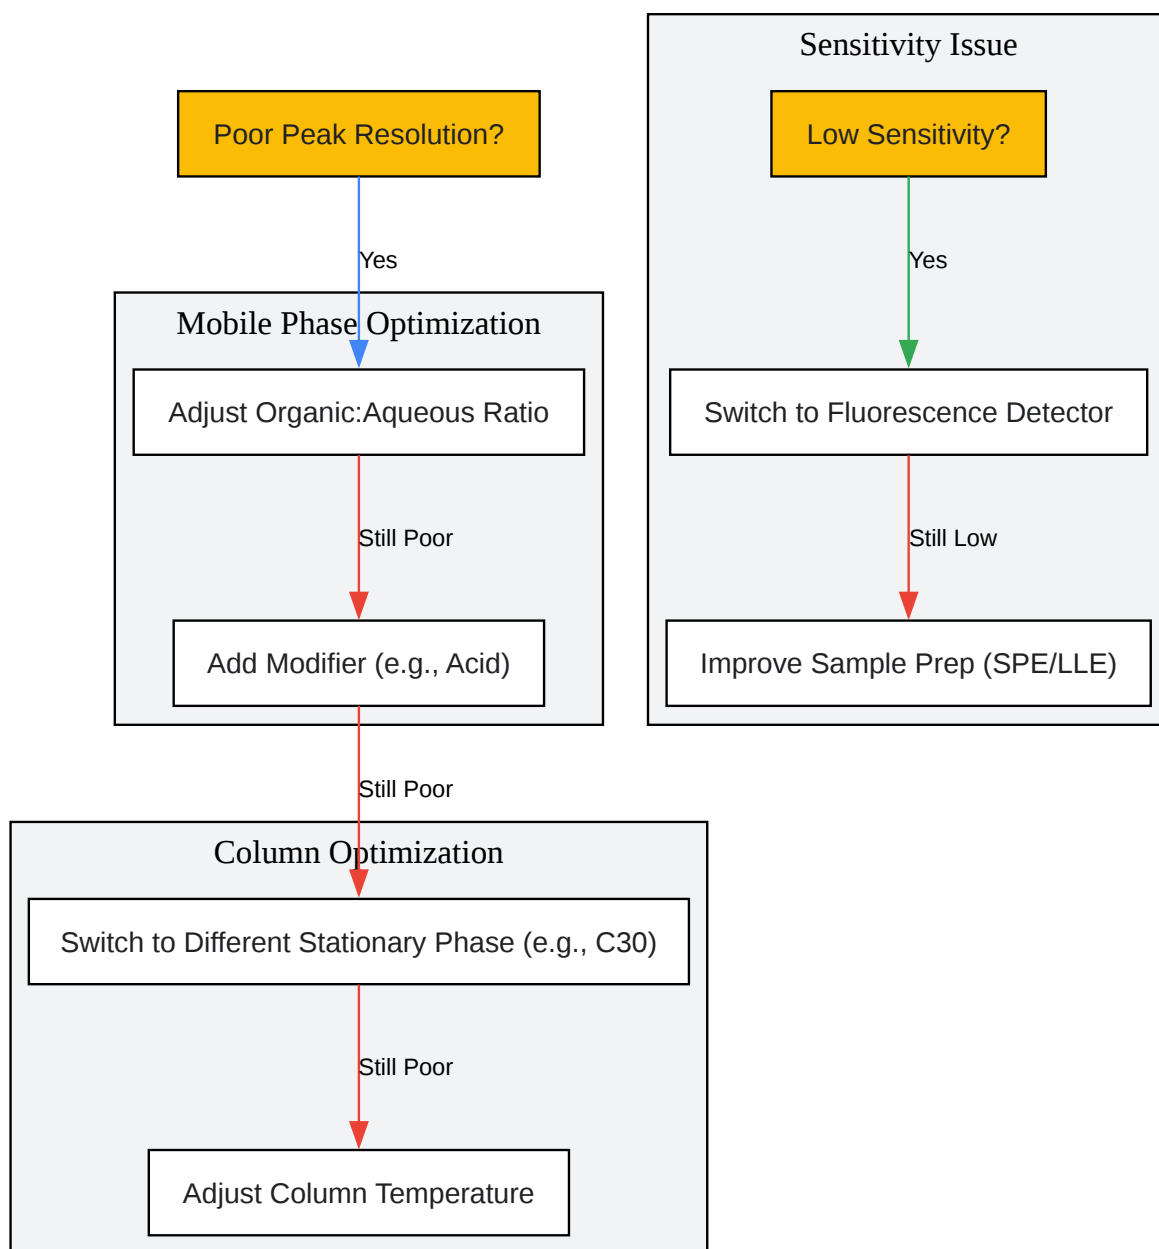 Poor Peak Resolution?
Yes
Mobile Phase Optimization
Adjust Organic:Aqueous Ratio
Still Poor
Add Modifier (e.g., Acid)
Still Poor
Column Optimization
Switch to Different Stationary Phase (e.g., C30)
Still Poor
Adjust Column Temperature
Sensitivity Issue
Low Sensitivity?
Yes
Switch to Fluorescence Detector
Still Low
Improve Sample Prep (SPE/LLE)